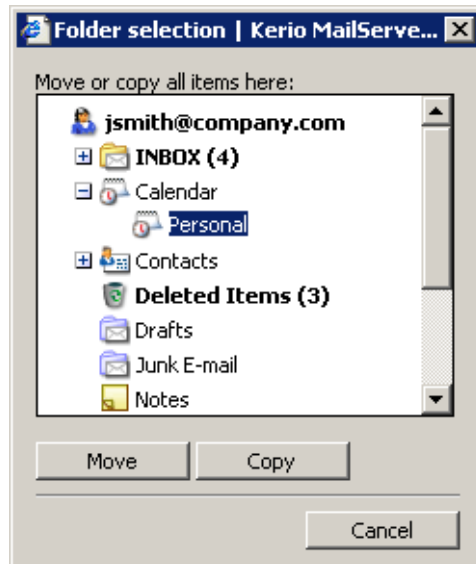 Folder selection | Kerio MailServe...
Move or copy all items here:
jsmith@company.com
INBOX (4)
Calendar
Personal
Contacts
Deleted Items (3)
Drafts
Junk E-mail
Notes
Move Copy
Cancel